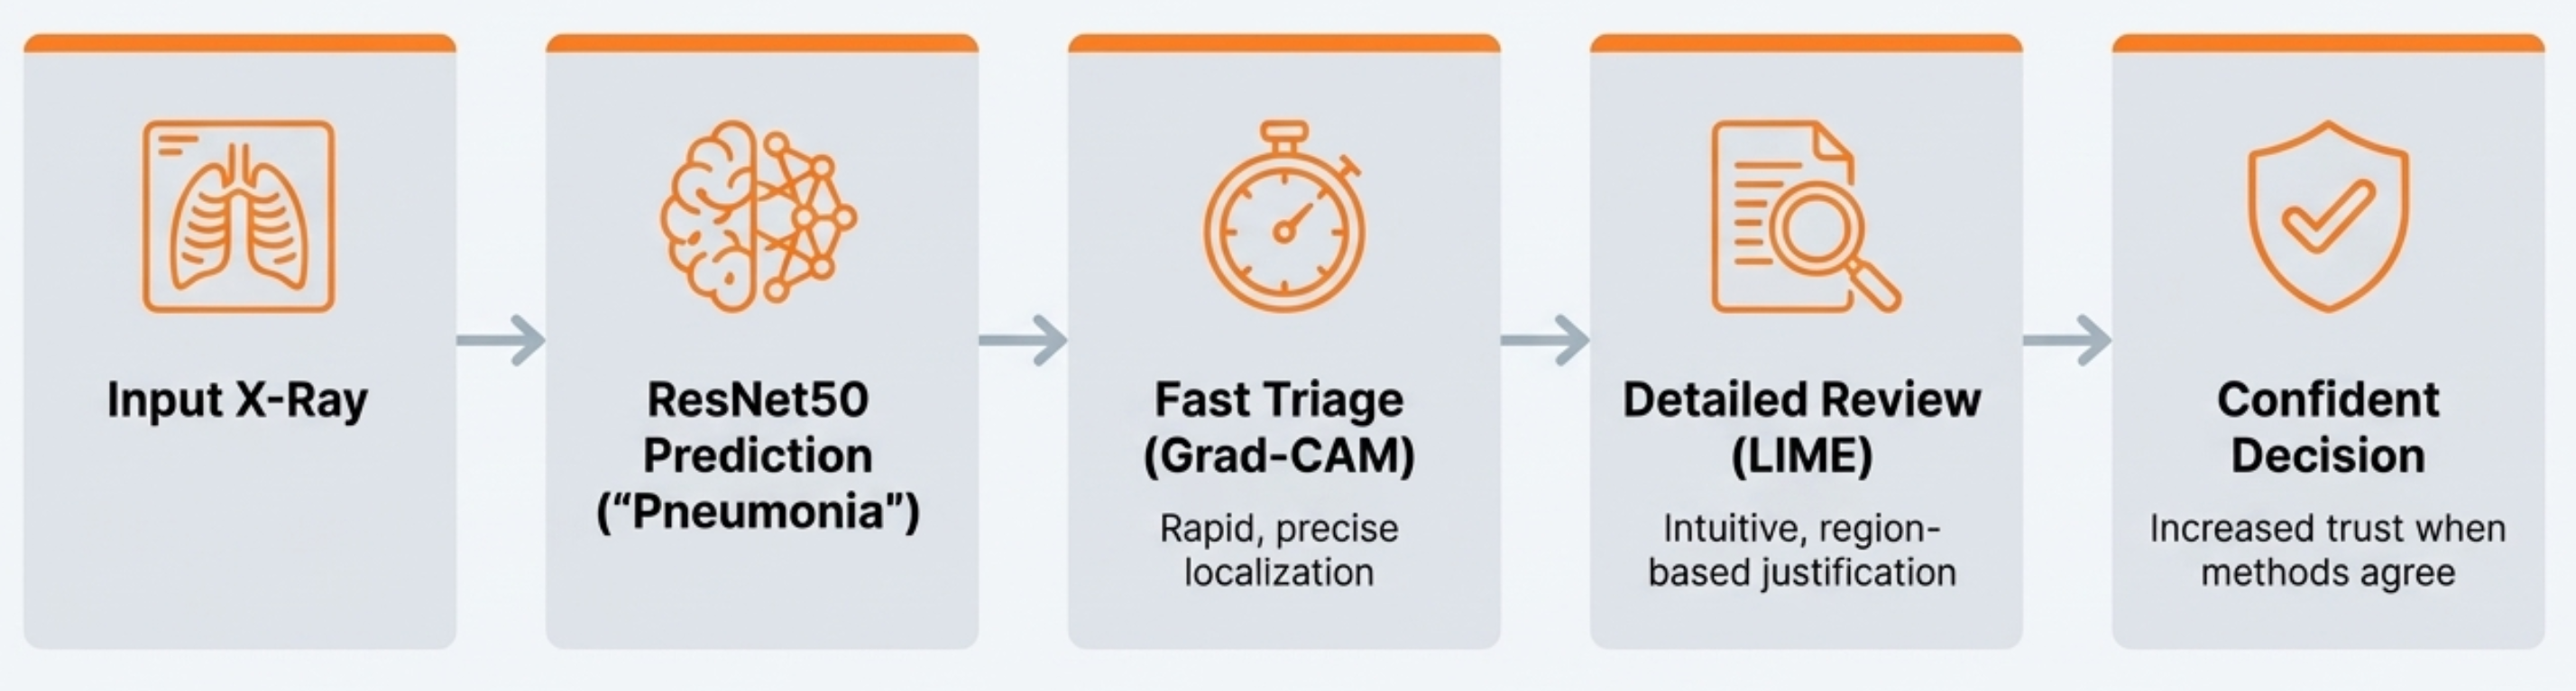 Input X-Ray
ResNet50
Prediction
(“Pneumonia”)
Fast Triage
(Grad-CAM)
Rapid, precise
localization
Detailed Review
(LIME)
Intuitive, region-
based justification
Confident
Decision
Increased trust when
methods agree